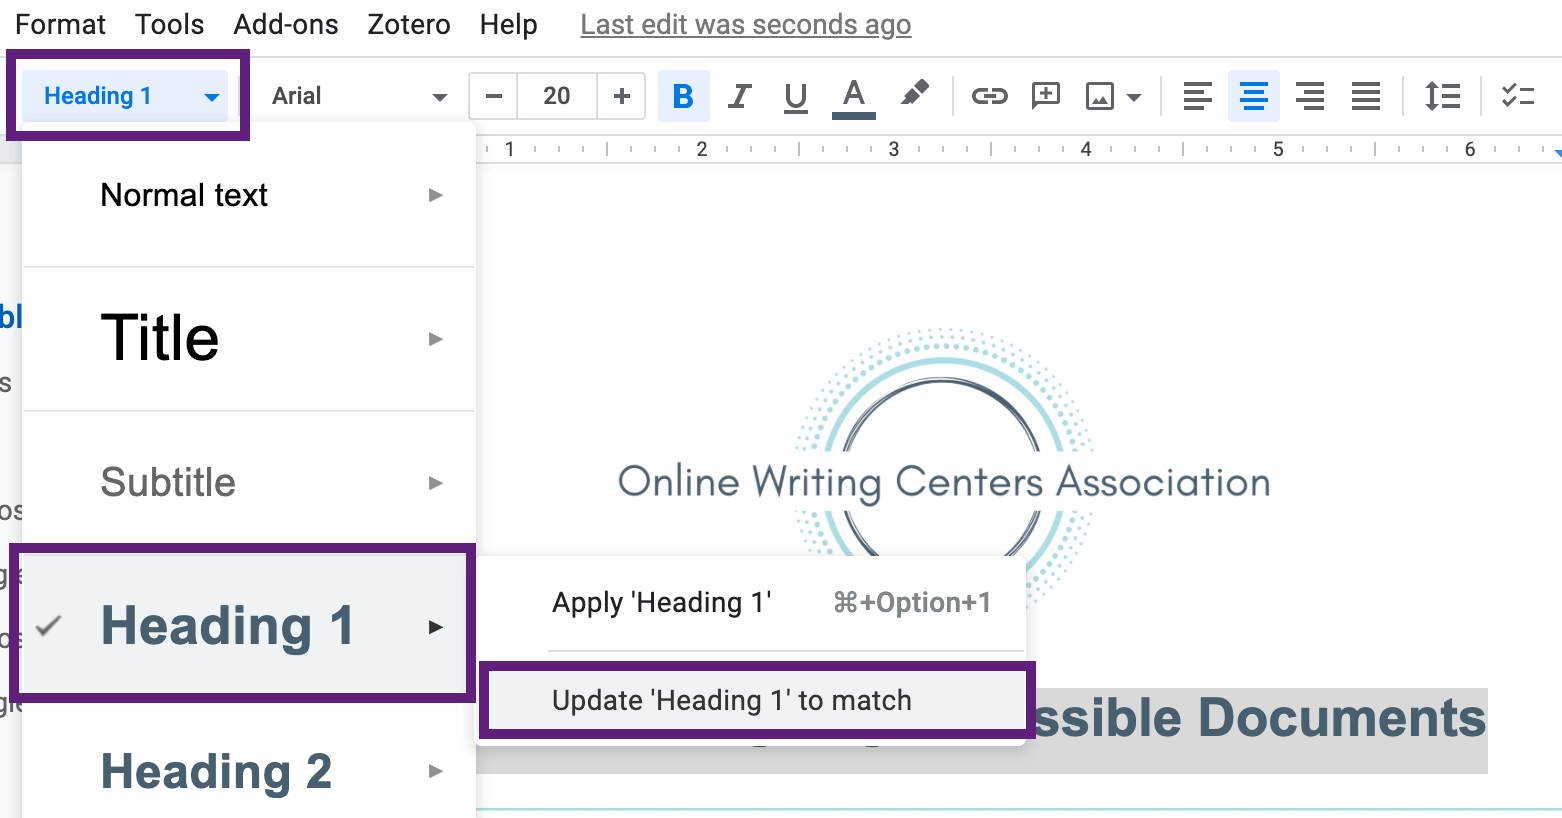 Format Tools Add-ons Zotero Help Last edit was seconds ago
Heading 1 Arial − 20 + B I U A
1 2 3 4 5 6
Normal text
Title
Subtitle
Online Writing Centers Association
Heading 1
Apply 'Heading 1' ⌘+Option+1
Update 'Heading 1' to match
ssible Documents
Heading 2